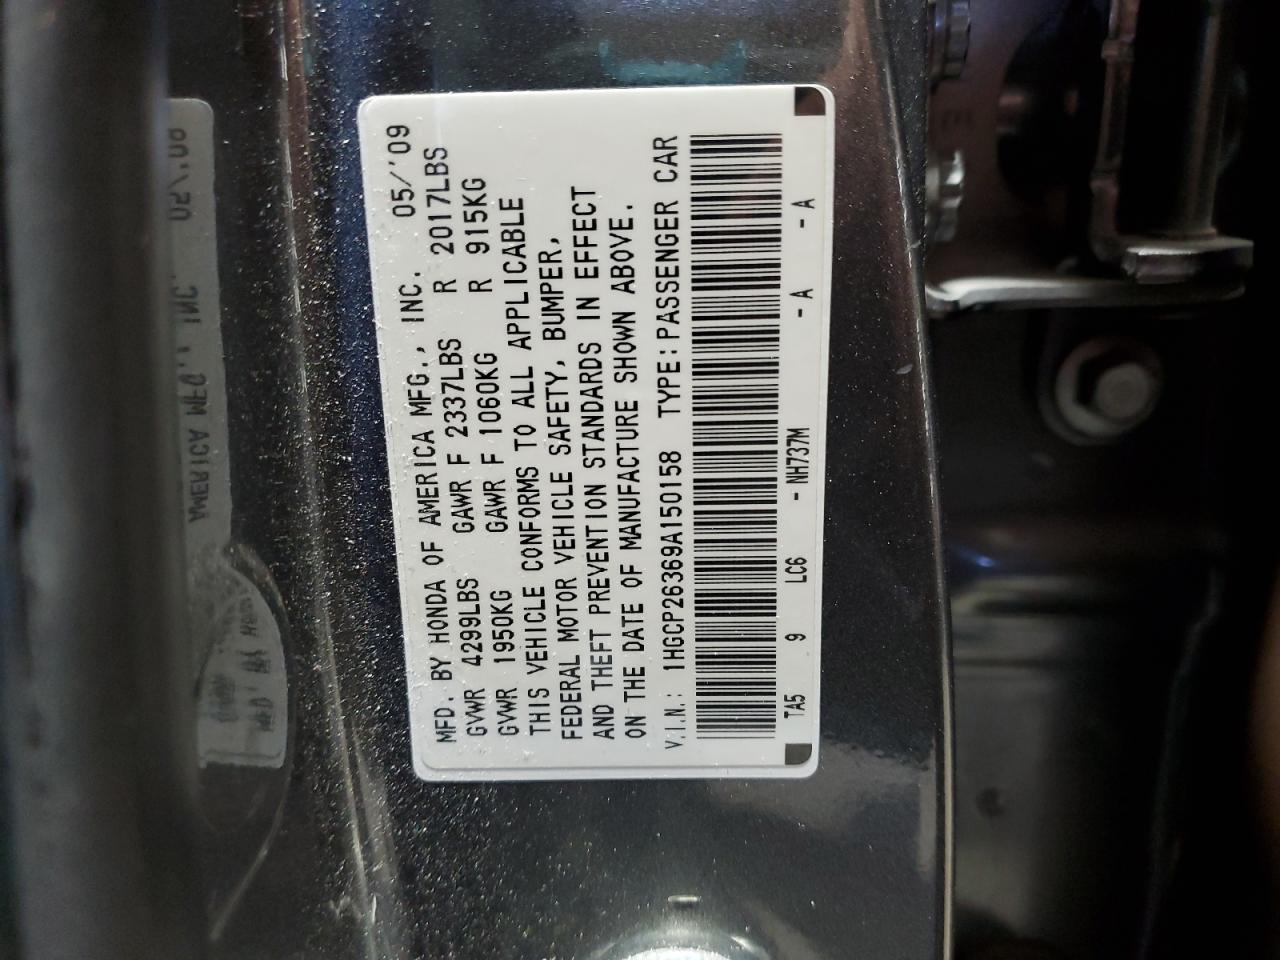 MFD. BY HONDA OF AMERICA MFG., INC. 05/'09
GVWR 4299LBS GAWR F 2337LBS R 2017LBS
GVWR 1950KG GAWR F 1060KG R 915KG
THIS VEHICLE CONFORMS TO ALL APPLICABLE
FEDERAL MOTOR VEHICLE SAFETY, BUMPER,
AND THEFT PREVENTION STANDARDS IN EFFECT
ON THE DATE OF MANUFACTURE SHOWN ABOVE.
V.I.N.: 1HGCP26369A150158 TYPE:PASSENGER CAR
TA5 9 LC6 - NH737M - A - A